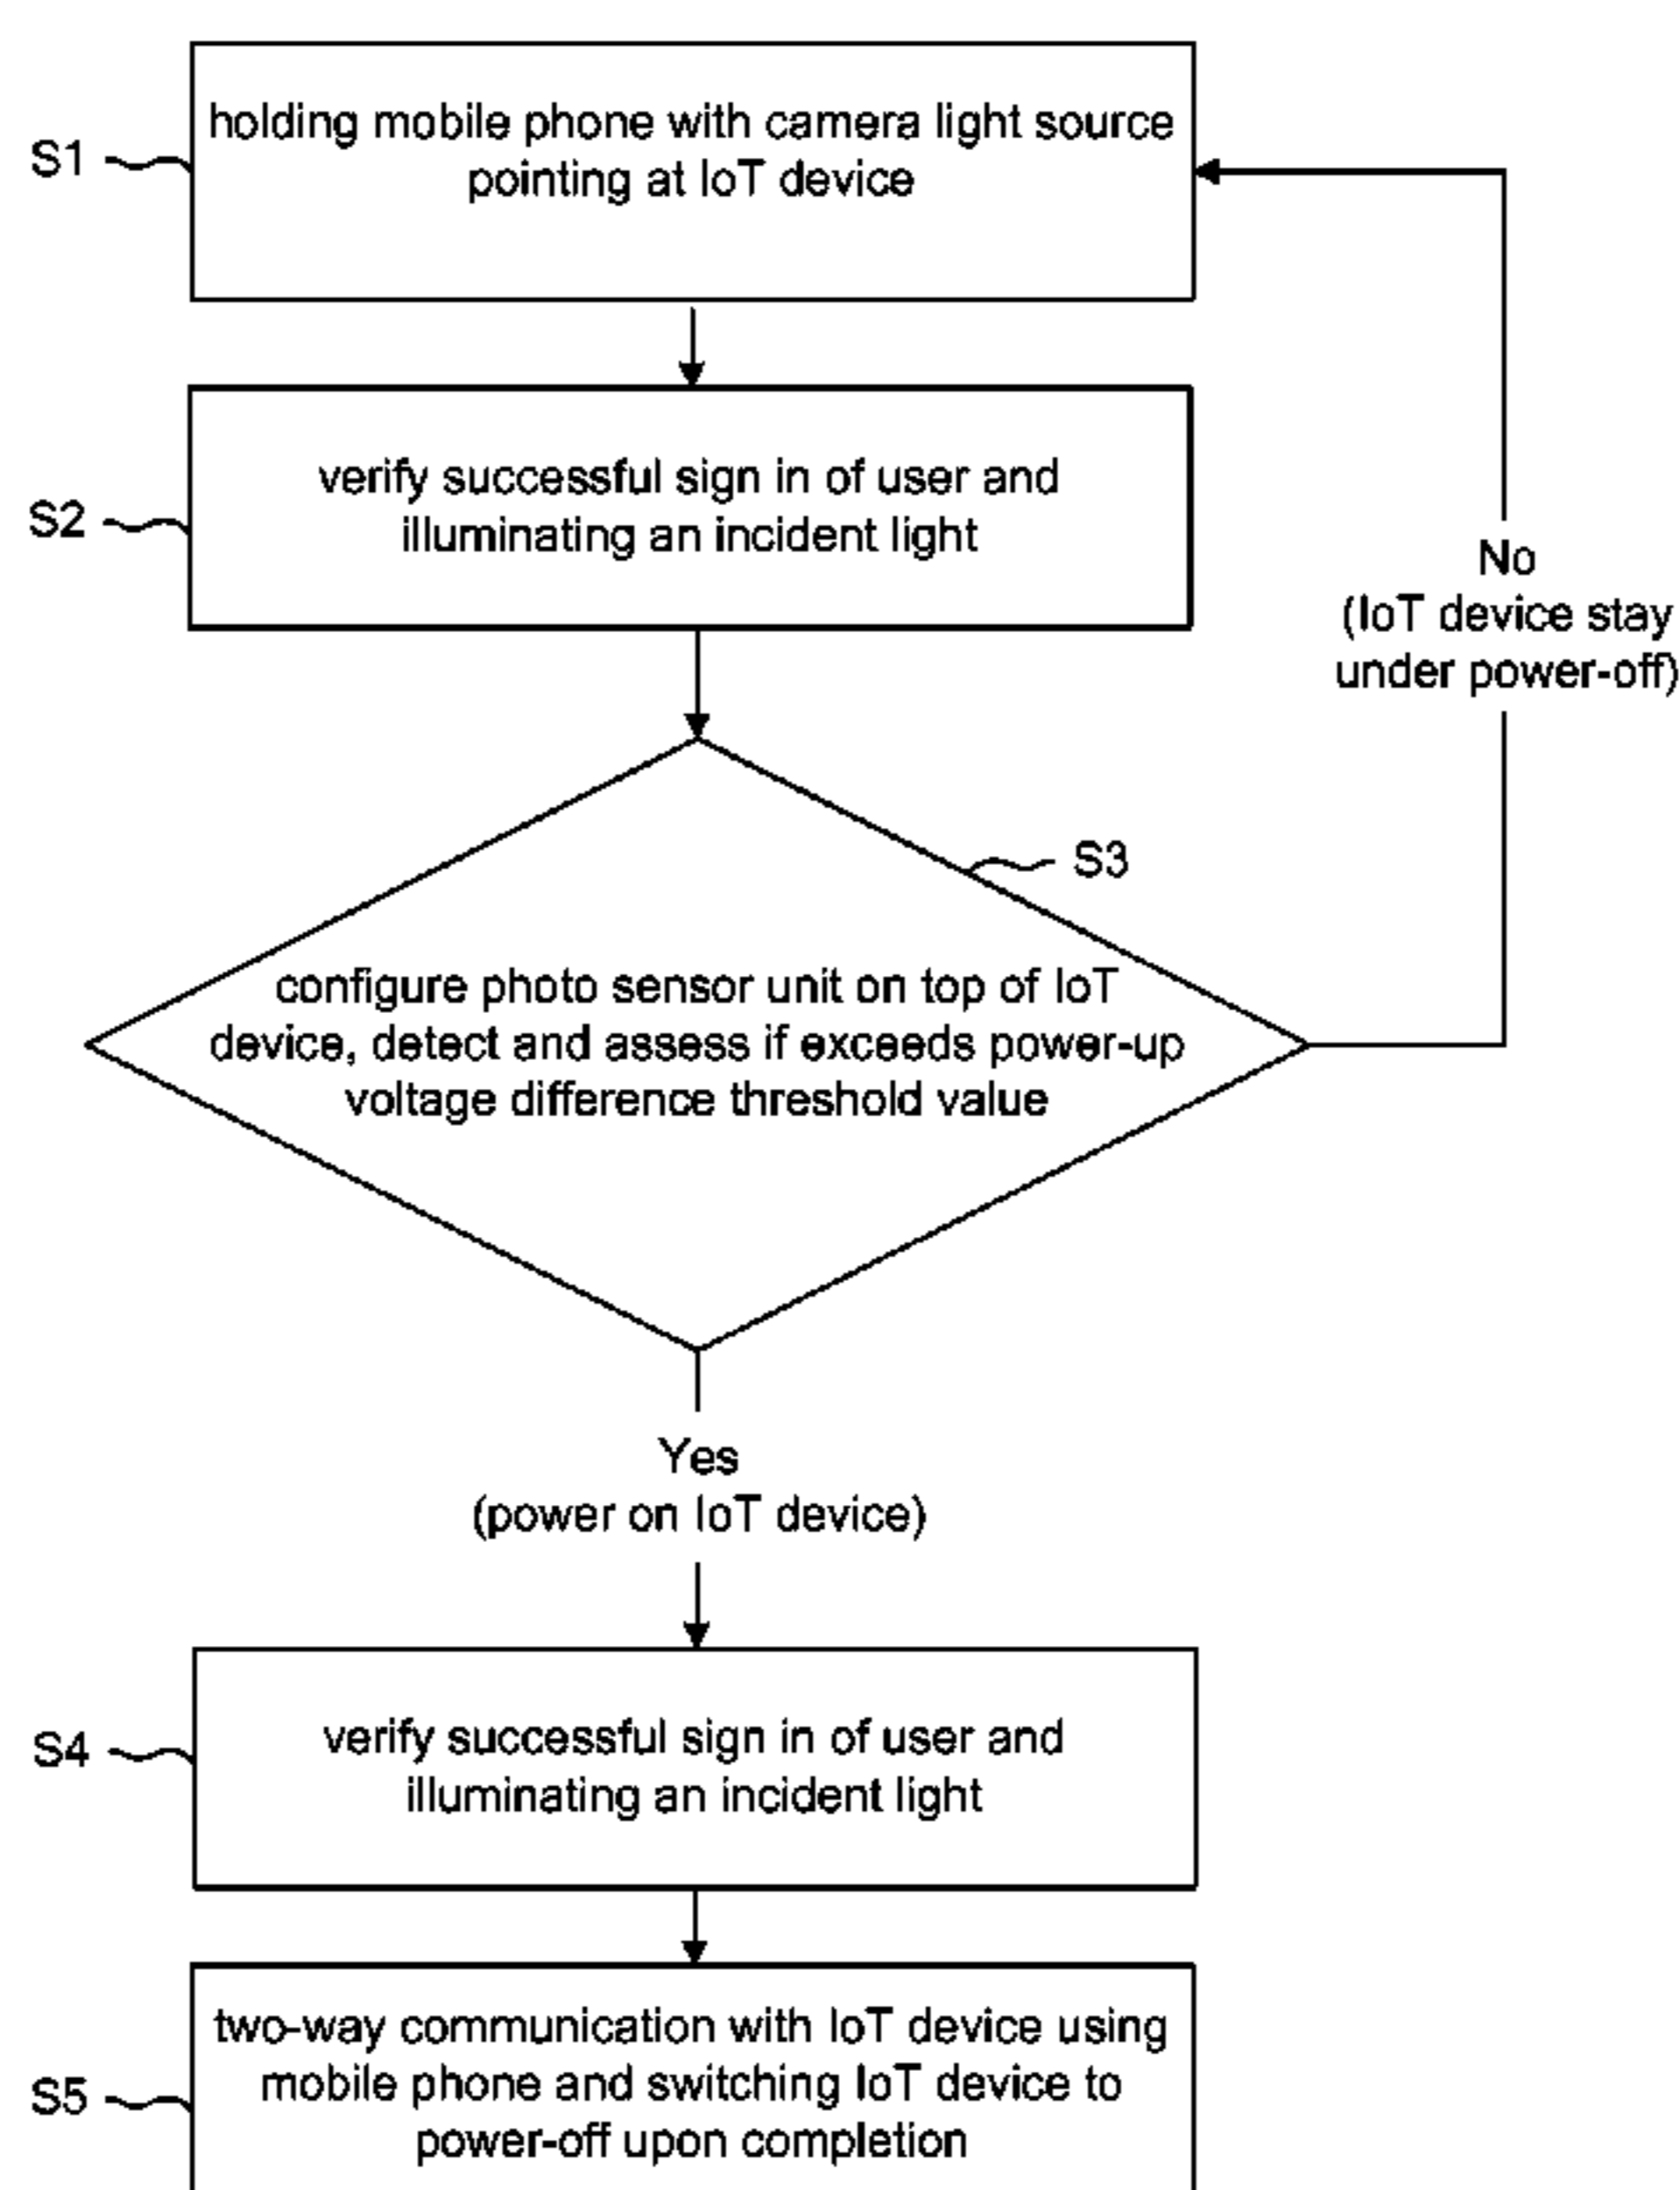 holding mobile phone with camera light source
pointing at IoT device
S1
verify successful sign in of user and
illuminating an incident light
S2
No
(IoT device stay
under power-off)
S3
configure photo sensor unit on top of IoT
device, detect and assess if exceeds power-up
voltage difference threshold value
Yes
(power on IoT device)
verify successful sign in of user and
illuminating an incident light
S4
two-way communication with IoT device using
mobile phone and switching IoT device to
power-off upon completion
S5